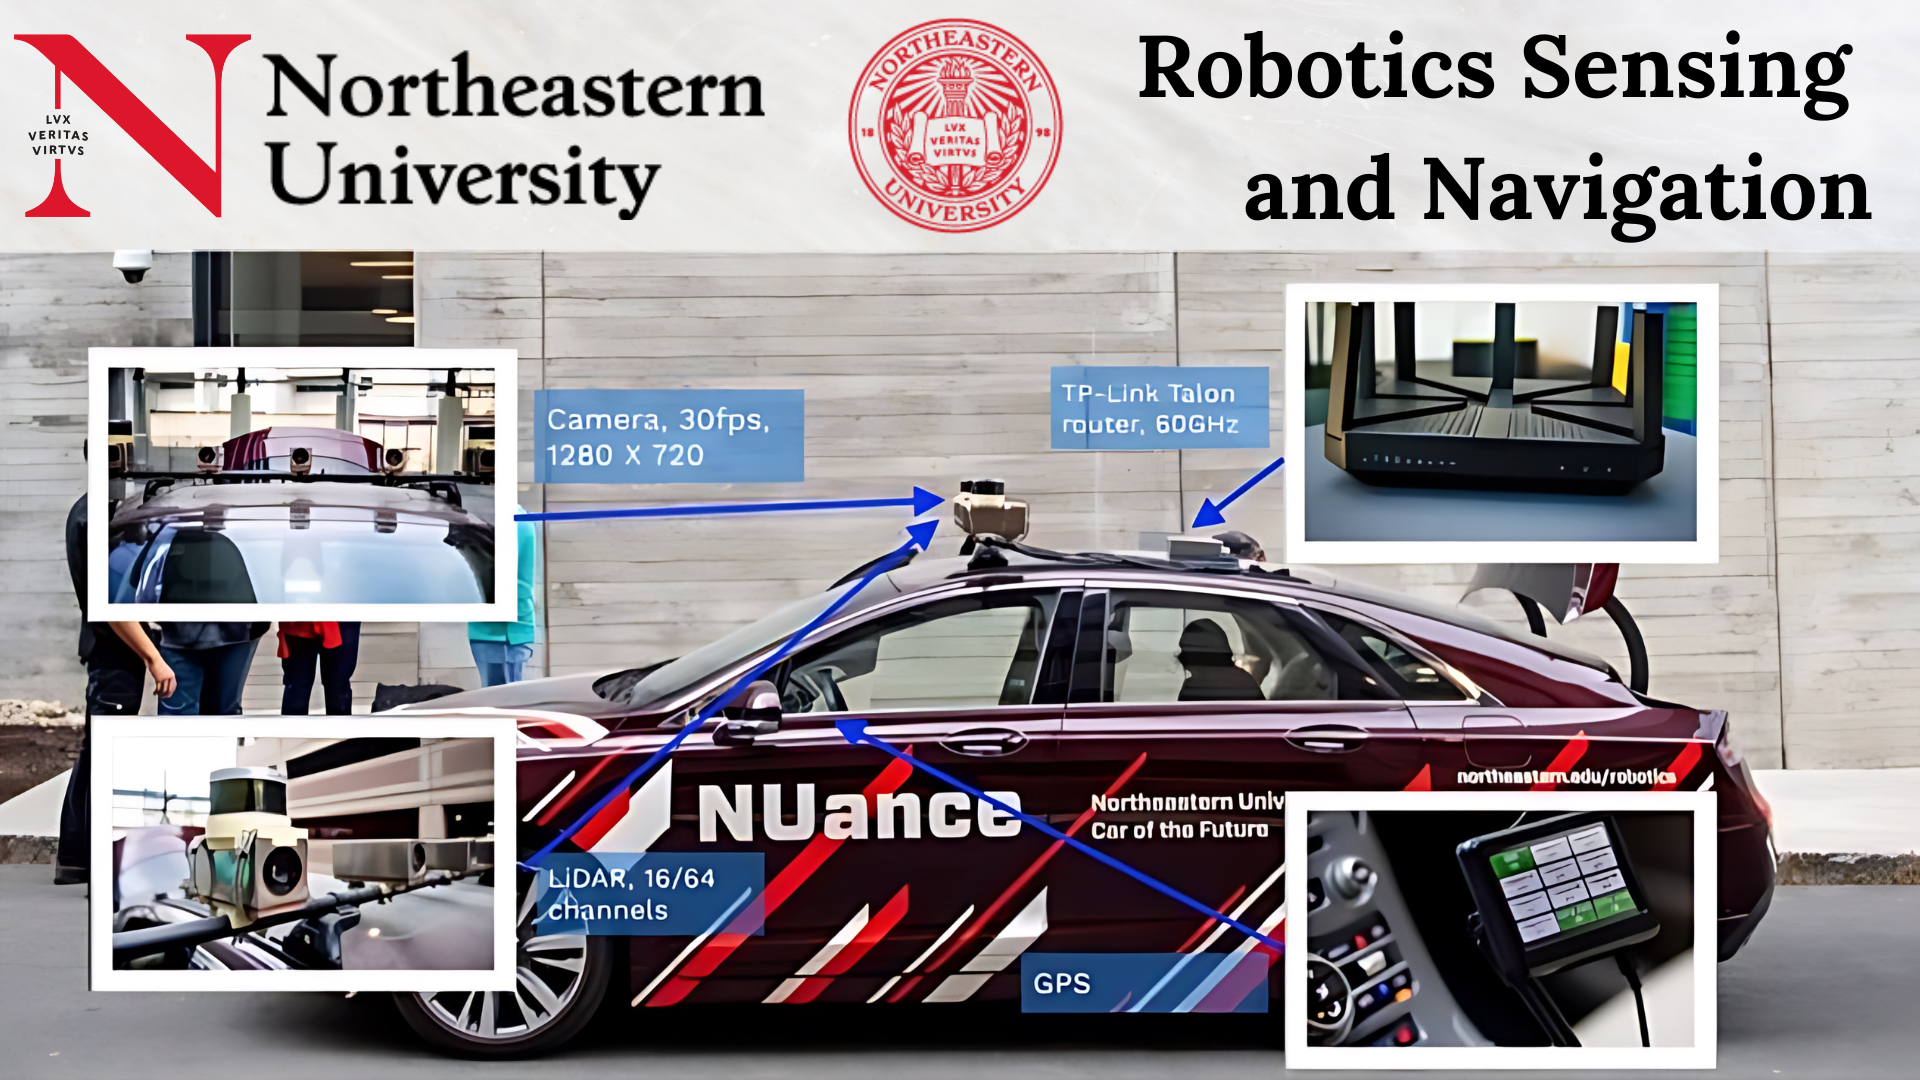 LVX
VERITAS
VIRTVS
Northeastern
University
NORTHEASTERN
18
98
LVX
VERITAS
VIRTVS
UNIVERSITY
Robotics Sensing
and Navigation
Camera, 30fps,
1280 X 720
TP-Link Talon
router, 60GHz
NUance
Northeastern Univ
Car of the Future
northeastern.edu/robotics
LiDAR, 16/64
channels
GPS